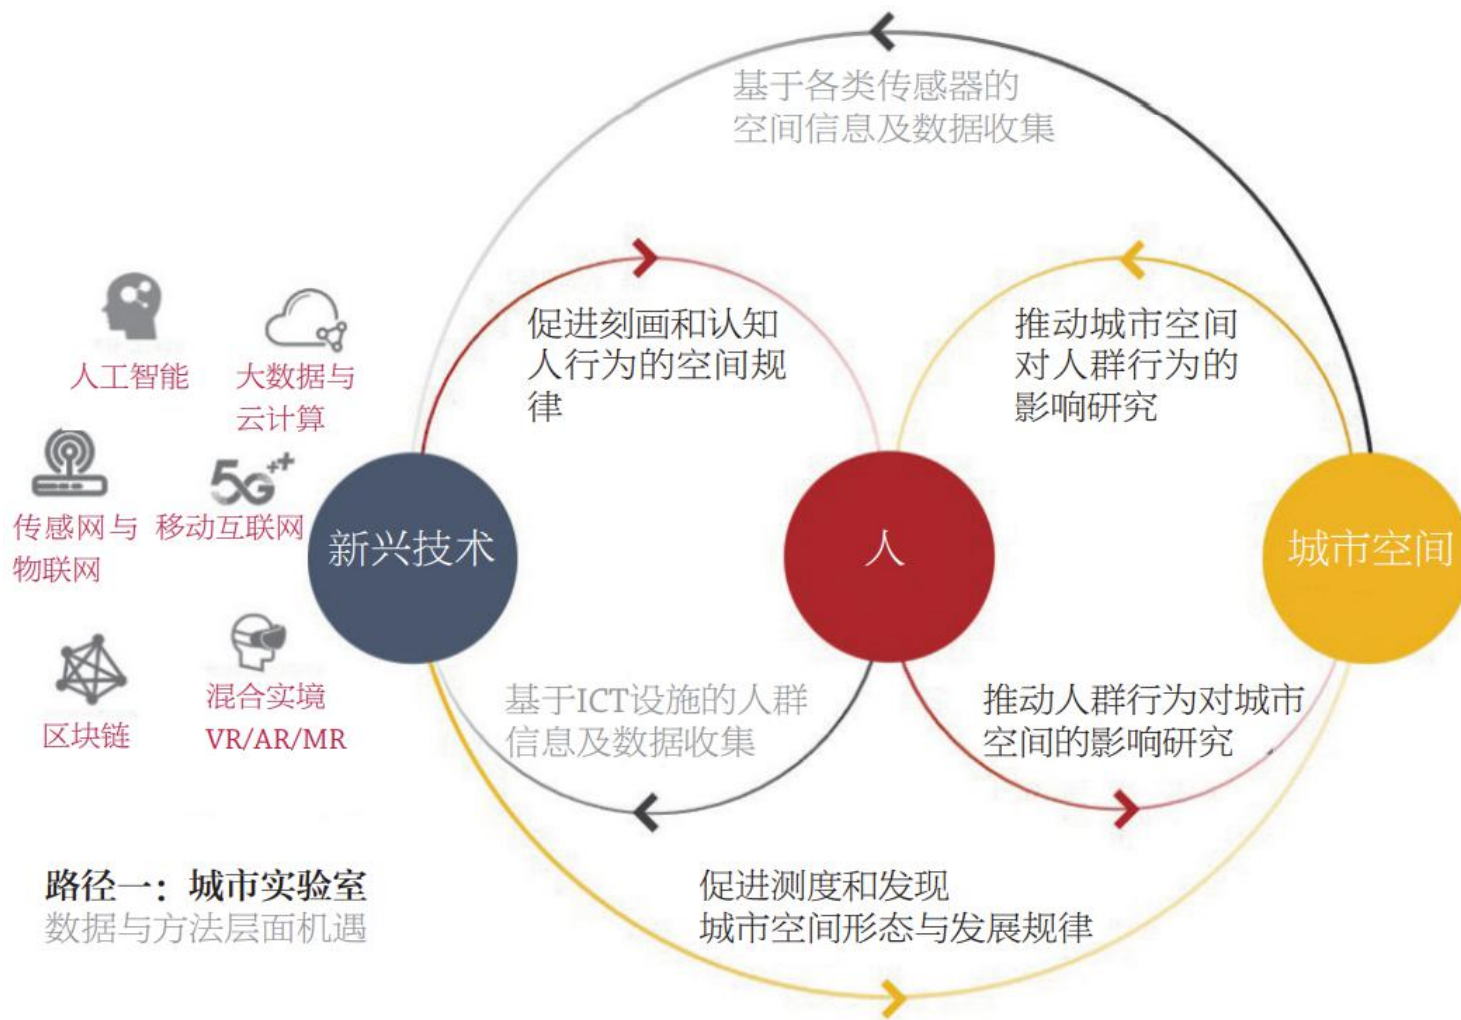 基于各类传感器的
空间信息及数据收集
促进刻画和认知
人行为的空间规
律
推动城市空间
对人群行为的
影响研究
人工智能
大数据与
云计算
5G++
传感网与
物联网
移动互联网
新兴技术
人
城市空间
区块链
混合实境
VR/AR/MR
基于ICT设施的人群
信息及数据收集
推动人群行为对城市
空间的影响研究
路径一：城市实验室
数据与方法层面机遇
促进测度和发现
城市空间形态与发展规律